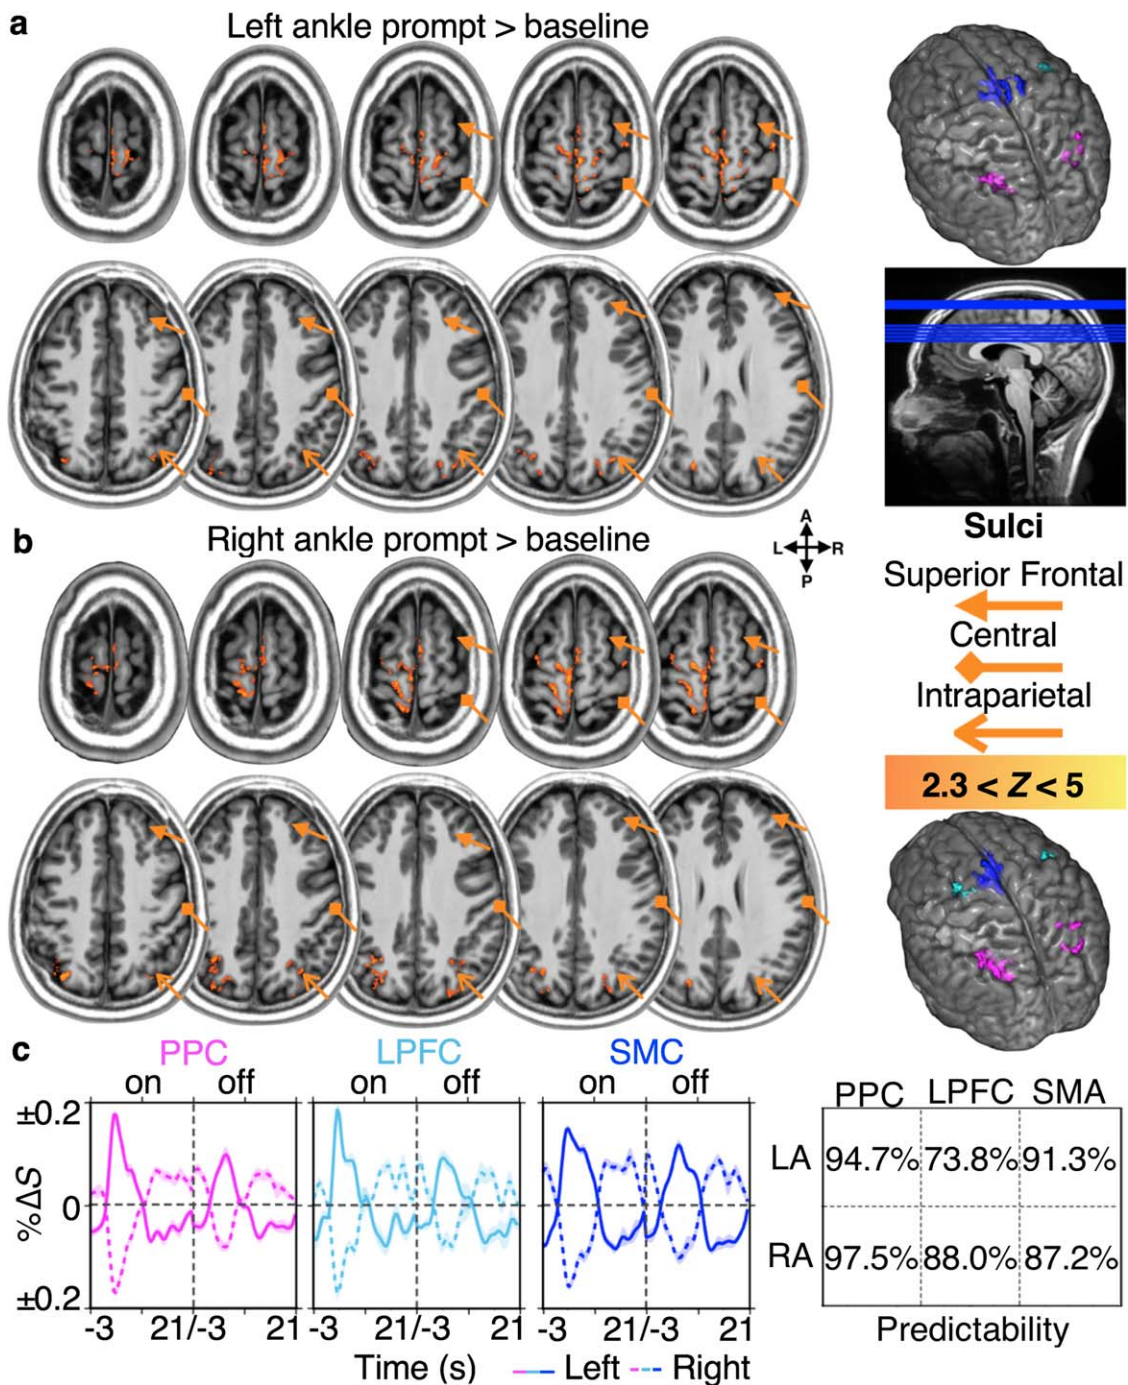 a
Left ankle prompt > baseline
b
Right ankle prompt > baseline
A
L R
P
Sulci
Superior Frontal
Central
Intraparietal
2.3 < Z < 5
c
PPC LPFC SMC
on off on off on off
±0.2
0
±0.2
%ΔS
-3 21/-3 21 -3 21/-3 21 -3 21/-3 21
Time (s) Left Right
PPC LPFC SMA
LA 94.7% 73.8% 91.3%
RA 97.5% 88.0% 87.2%
Predictability